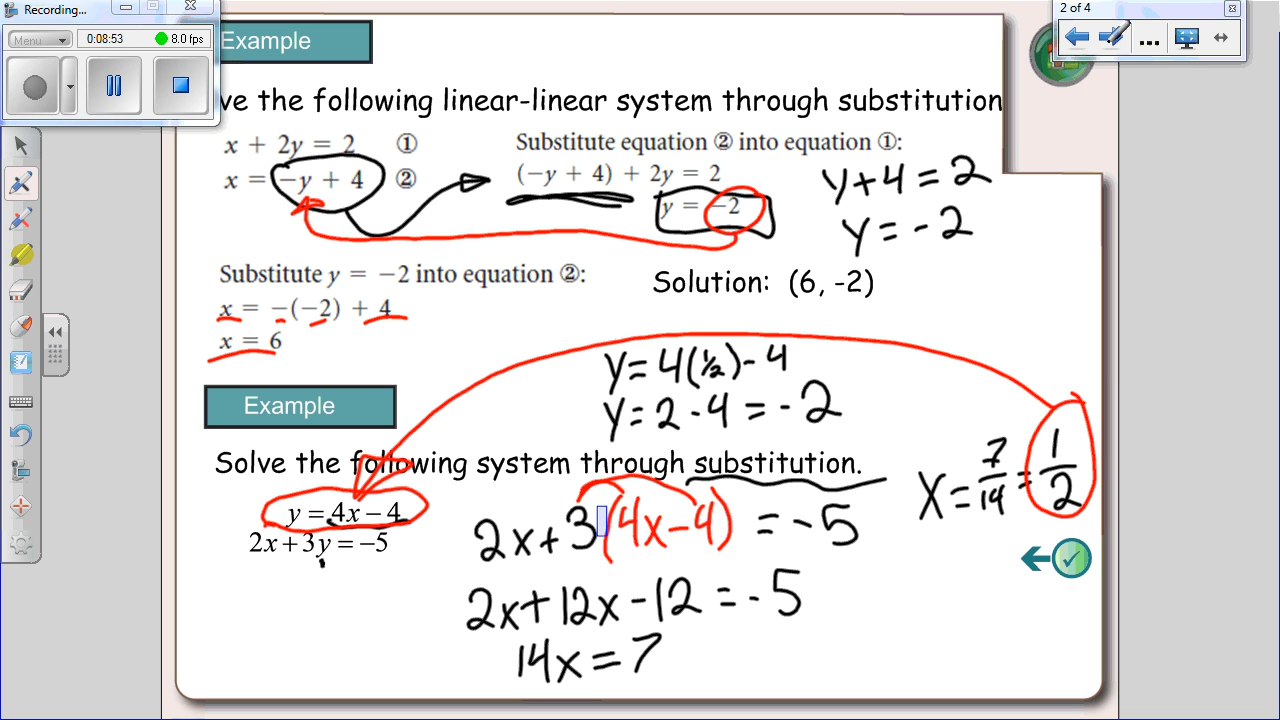 Recording...
Menu
0:08:53
8.0 fps
2 of 4
Example
ve the following linear-linear system through substitution
x + 2y = 2 ①
x = -y + 4 ②
Substitute equation ② into equation ①:
(-y + 4) + 2y = 2
y = -2
y+4=2
y=-2
Substitute y = -2 into equation ②:
x = -(-2) + 4
x = 6
Solution: (6, -2)
y=4(1/2)-4
y=2-4=-2
Example
Solve the following system through substitution.
y = 4x - 4
2x + 3y = -5
2x+3(4x-4) = -5
2x+12x-12=-5
14x=7
x=7/14=1/2